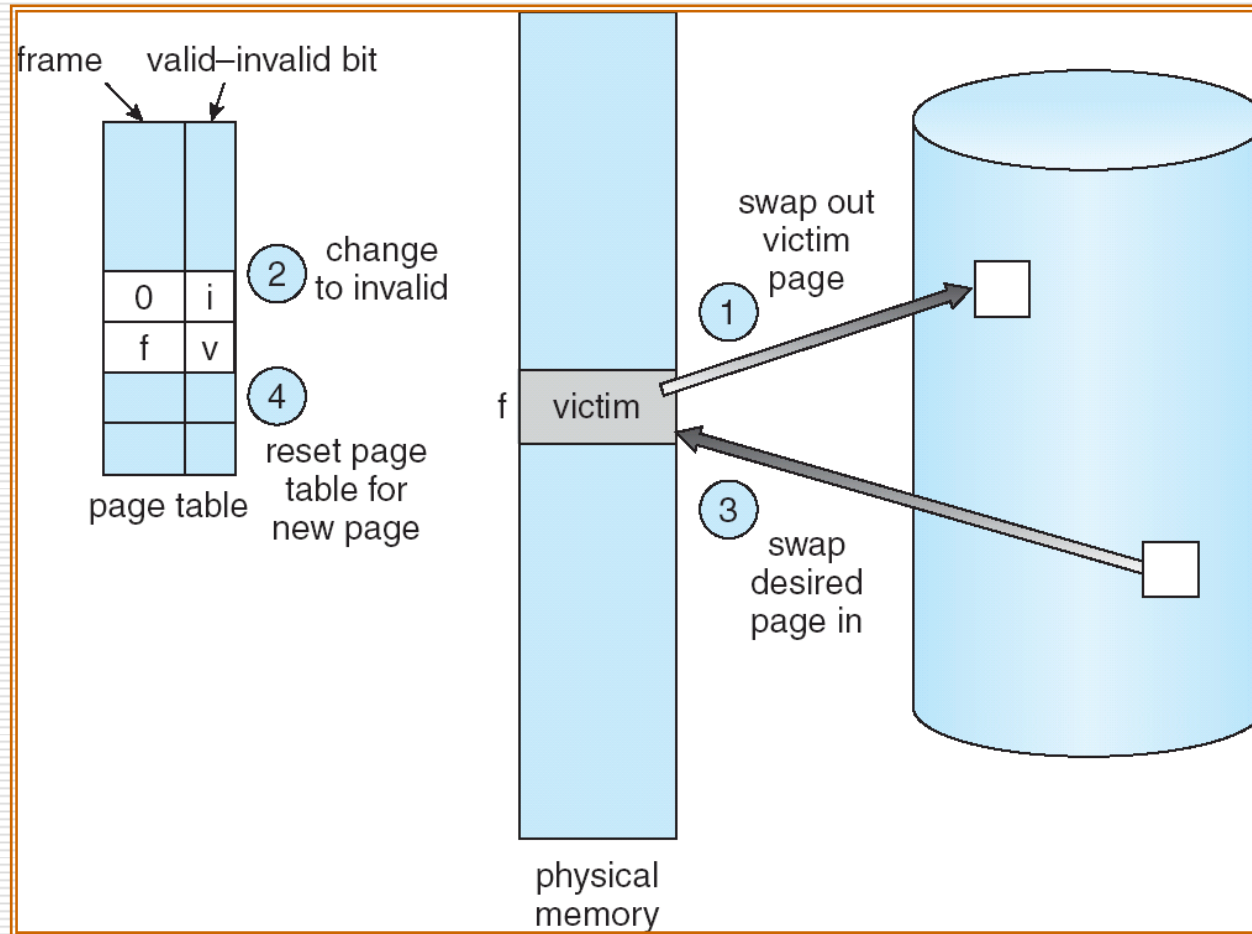 frame valid–invalid bit
0 i
f v
page table
2
change
to invalid
4
reset page
table for
new page
f victim
physical
memory
1
swap out
victim
page
3
swap
desired
page in